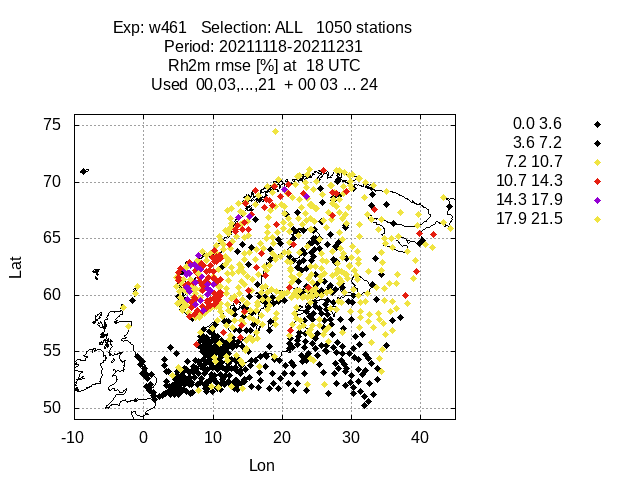 Exp: w461 Selection: ALL 1050 stations
Period: 20211118-20211231
Rh2m rmse [%] at 18 UTC
Used 00,03,...,21 + 00 03 ... 24
0.0 3.6
3.6 7.2
7.2 10.7
10.7 14.3
14.3 17.9
17.9 21.5
75
70
65
60
55
50
Lat
-10 0 10 20 30 40
Lon